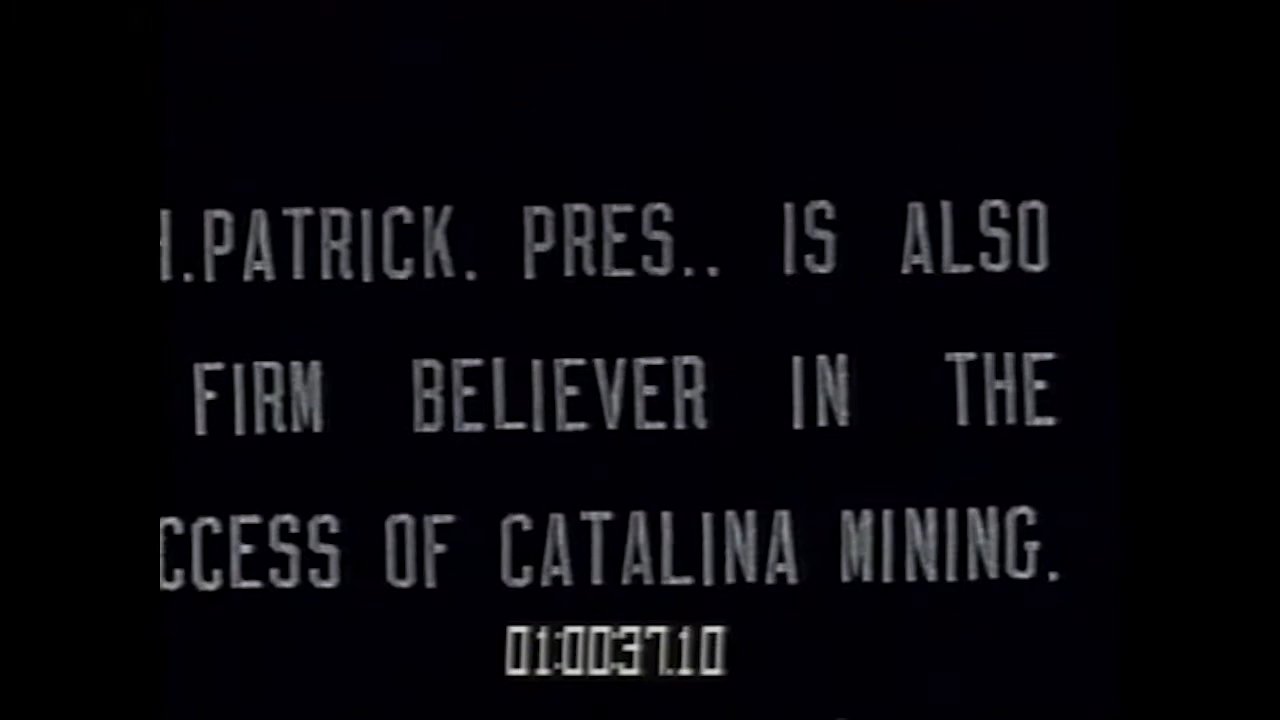 .PATRICK. PRES.. IS ALSO
FIRM BELIEVER IN THE
CCESS OF CATALINA MINING.
01:00:37.10